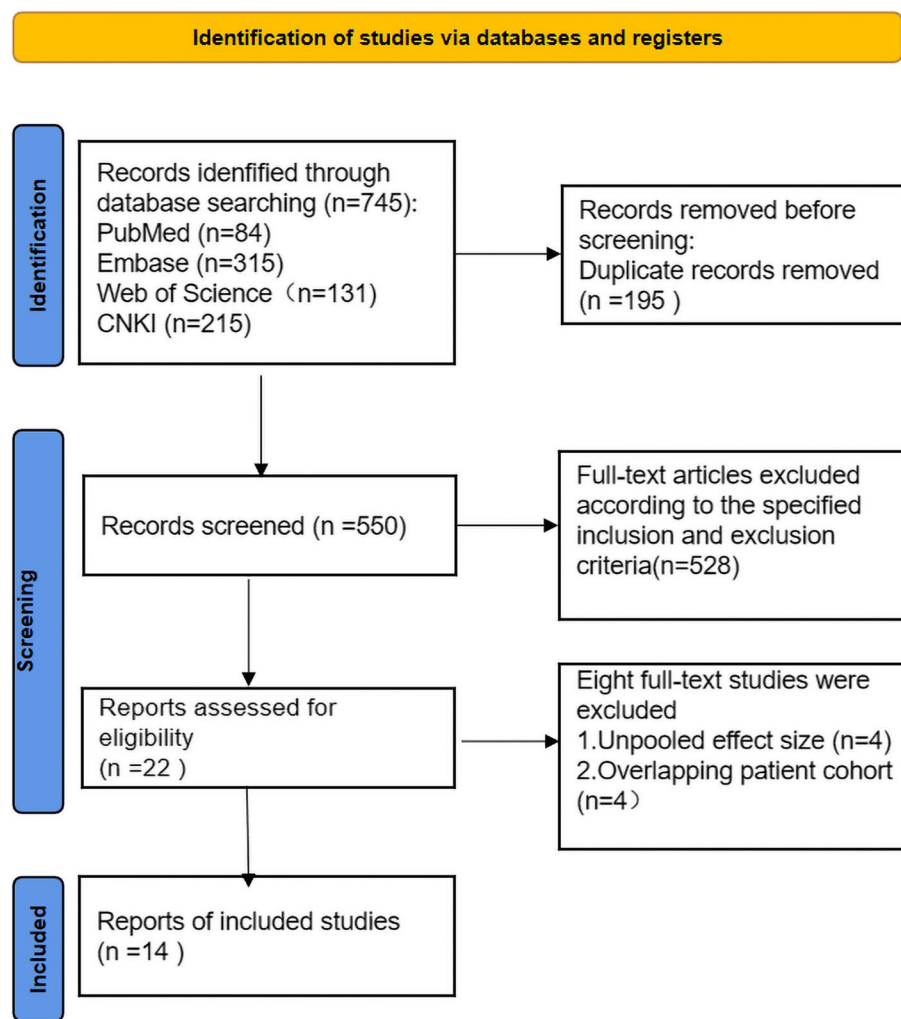 Identification of studies via databases and registers
Identification
Records idenfified through
database searching (n=745):
PubMed (n=84)
Embase (n=315)
Web of Science（n=131)
CNKI (n=215)
Records removed before
screening:
Duplicate records removed
(n =195 )
Screening
Records screened (n =550)
Full-text articles excluded
according to the specified
inclusion and exclusion
criteria(n=528)
Reports assessed for
eligibility
(n =22 )
Eight full-text studies were
excluded
1.Unpooled effect size (n=4)
2.Overlapping patient cohort
(n=4）
Included
Reports of included studies
(n =14 )